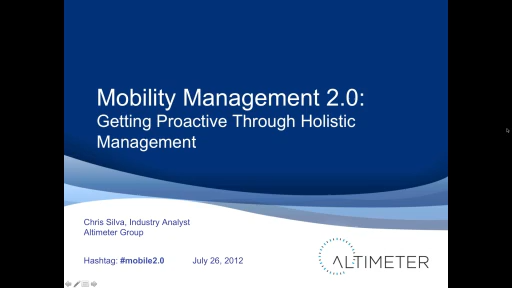 Mobility Management 2.0:
Getting Proactive Through Holistic
Management
Chris Silva, Industry Analyst
Altimeter Group
Hashtag: #mobile2.0 July 26, 2012
ALTIMETER